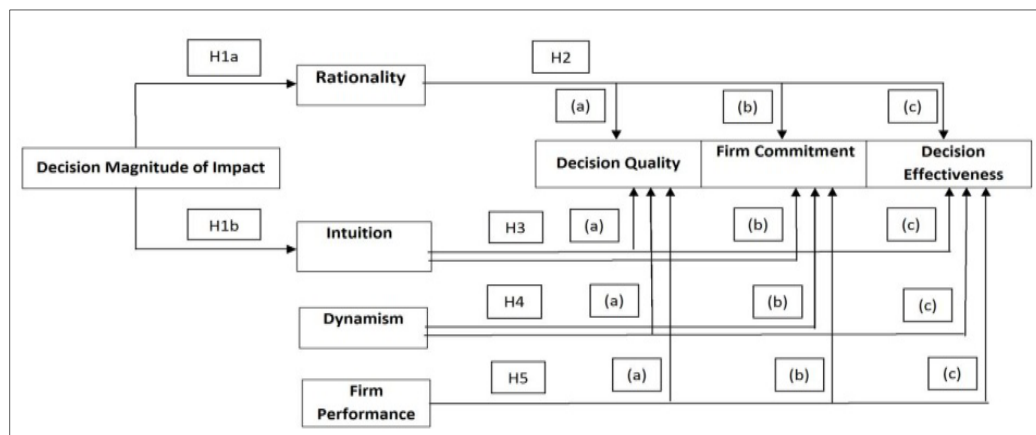 H1a
H2
Rationality
(a)
(b)
(c)
Decision Magnitude of Impact
Decision Quality
Firm Commitment
Decision
Effectiveness
H1b
Intuition
H3
(a)
(b)
(c)
Dynamism
H4
(a)
(b)
(c)
Firm
Performance
H5
(a)
(b)
(c)